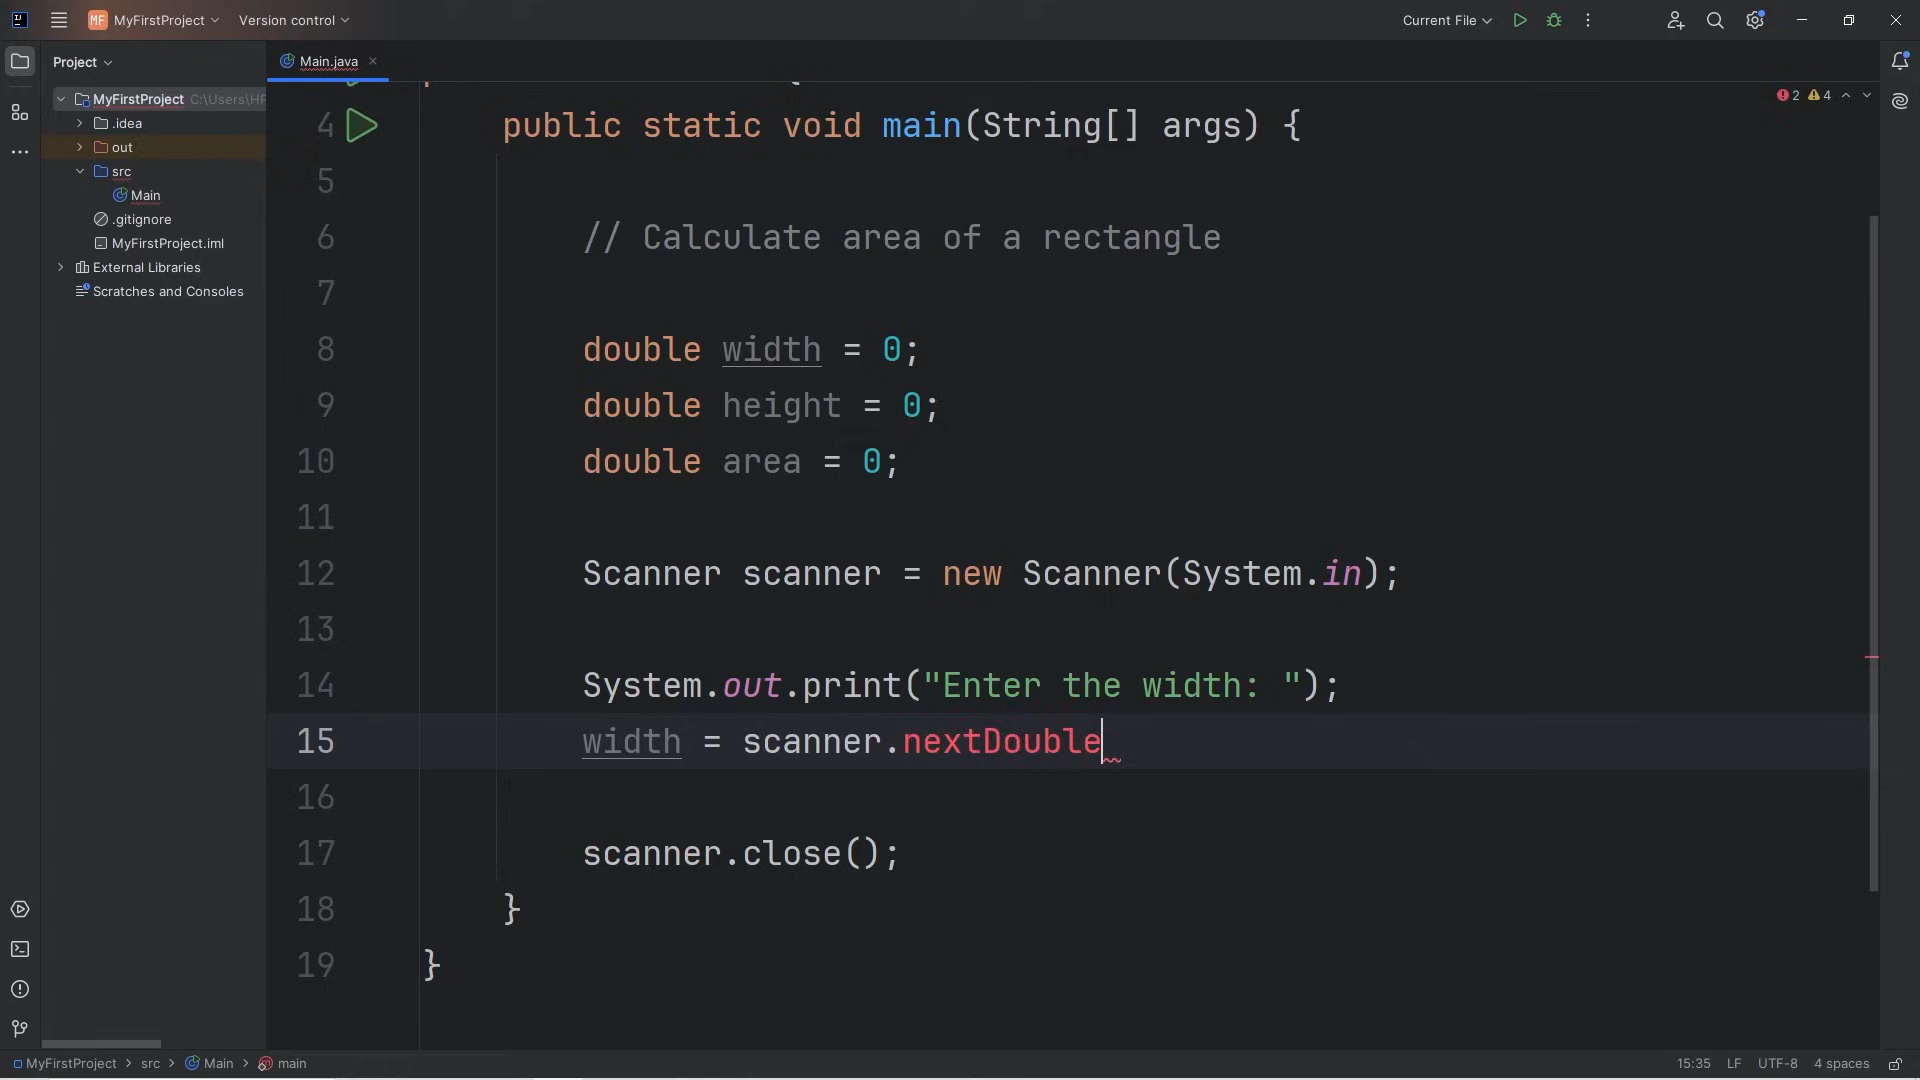 MF MyFirstProject Version control Current File
Project
Main.java
MyFirstProject C:\Users\HP
.idea
out
src
Main
.gitignore
MyFirstProject.iml
External Libraries
Scratches and Consoles
2 4
4 public static void main(String[] args) {
5
6 // Calculate area of a rectangle
7
8 double width = 0;
9 double height = 0;
10 double area = 0;
11
12 Scanner scanner = new Scanner(System.in);
13
14 System.out.print("Enter the width: ");
15 width = scanner.nextDouble
16
17 scanner.close();
18 }
19 }
MyFirstProject > src > Main > main 15:35 LF UTF-8 4 spaces